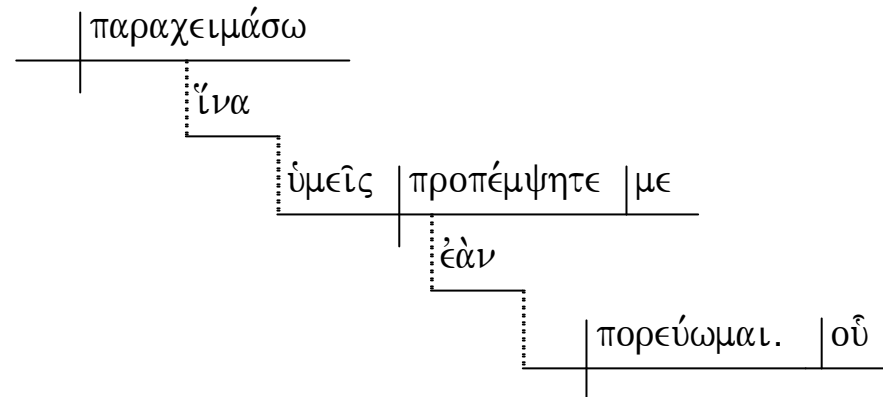 παραχειμάσω
ἵνα
ὑμεῖς προπέμψητε με
ἐὰν
πορεύωμαι. οὗ